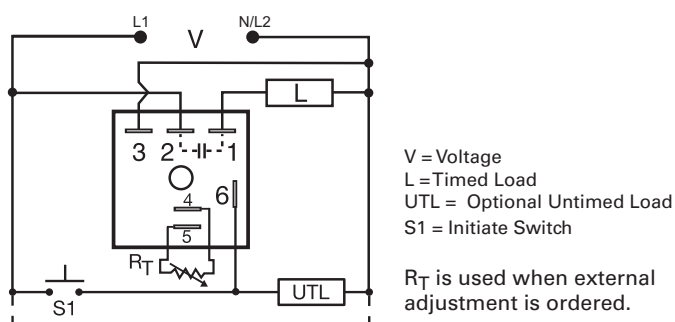 L1 V N/L2
L
3 2 1
6
4
5
RT
S1 UTL
V = Voltage
L = Timed Load
UTL = Optional Untimed Load
S1 = Initiate Switch
RT is used when external
adjustment is ordered.